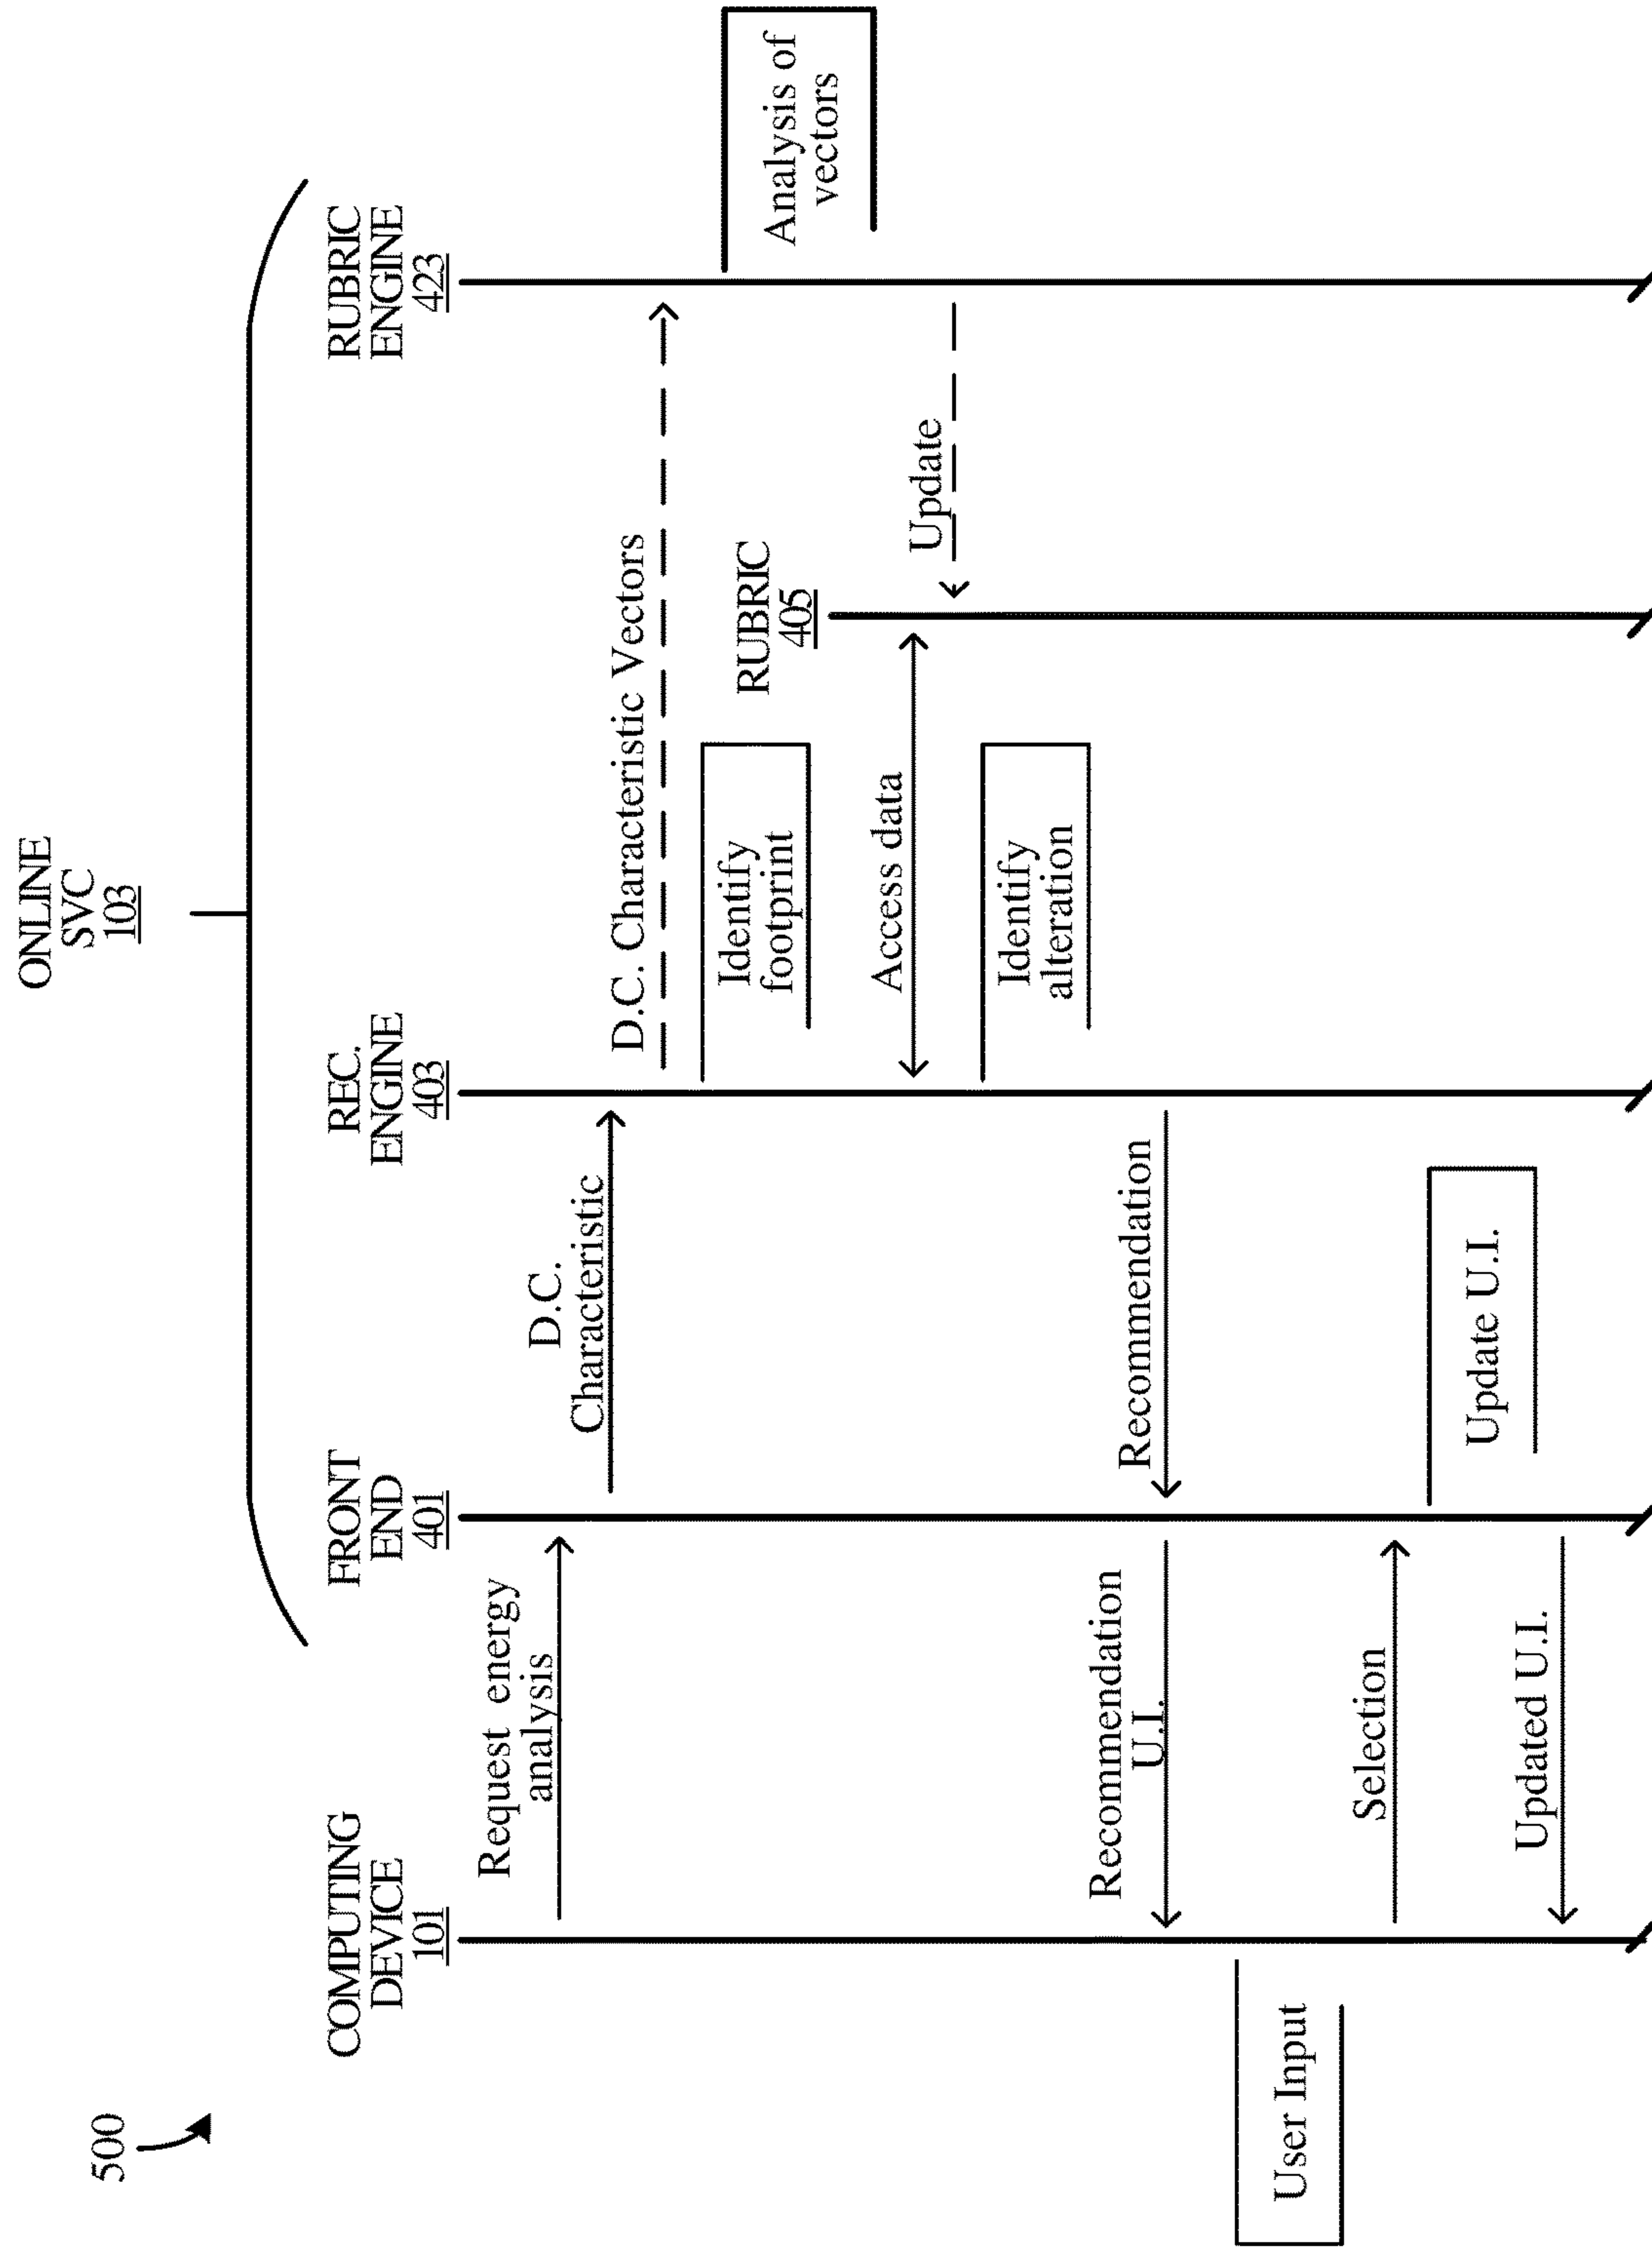 500
ONLINE
SVC
103
COMPUTING
DEVICE
101
FRONT
END
401
REC.
ENGINE
403
RUBRIC
ENGINE
423
Request energy
analysis
D.C.
Characteristic
D.C. Characteristic Vectors
Identify
footprint
Analysis of
vectors
RUBRIC
405
Access data
Update
Identify
alteration
Recommendation
Recommendation
U.I.
User Input
Selection
Update U.I.
Updated U.I.